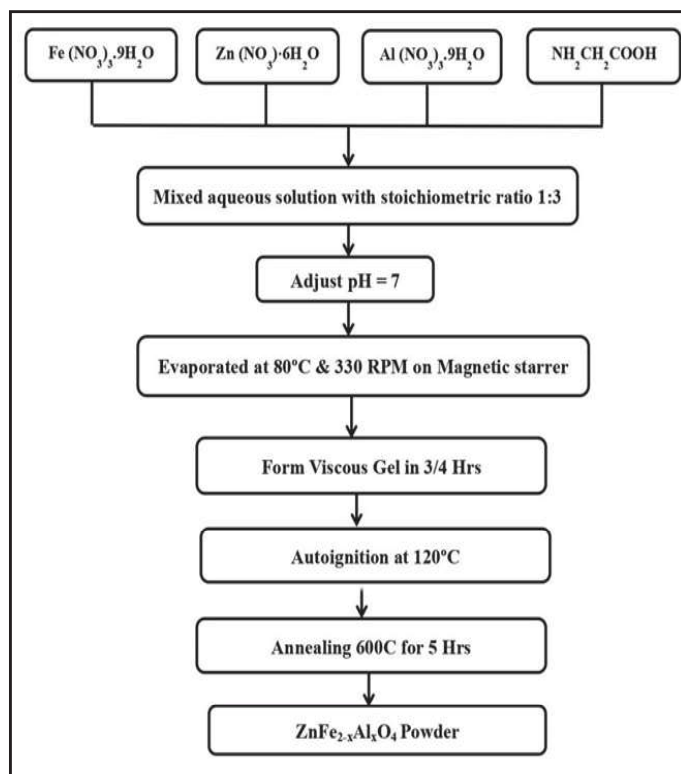 Fe (NO₃)₃.9H₂O
Zn (NO₃)·6H₂O
Al (NO₃)₃.9H₂O
NH₂CH₂COOH
Mixed aqueous solution with stoichiometric ratio 1:3
Adjust pH = 7
Evaporated at 80°C & 330 RPM on Magnetic starrer
Form Viscous Gel in 3/4 Hrs
Autoignition at 120°C
Annealing 600C for 5 Hrs
ZnFe₂₋ₓAlₓO₄ Powder